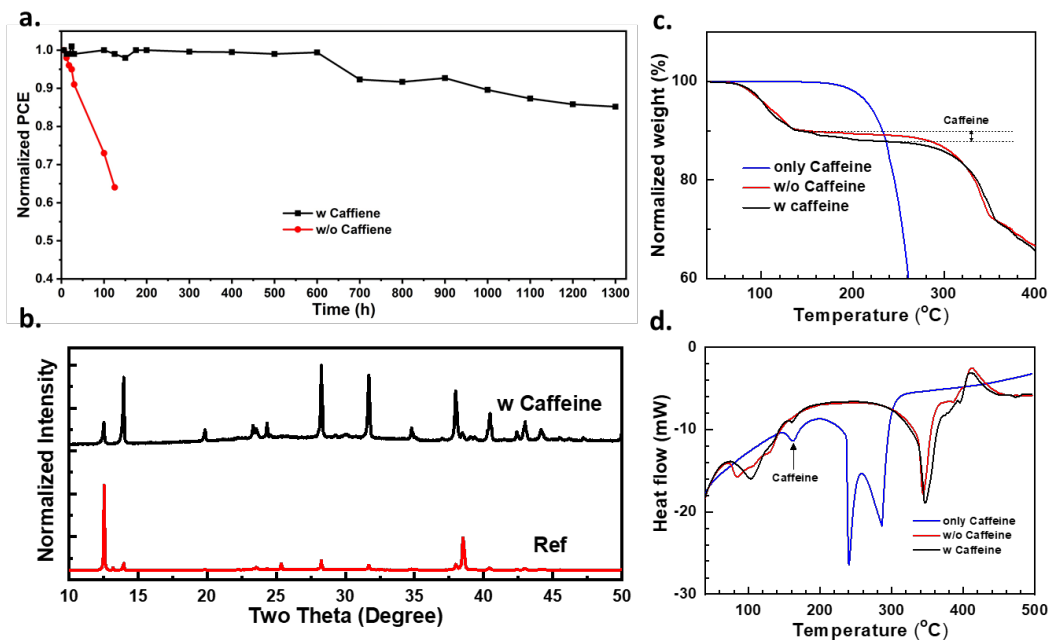 a.
Normalized PCE
1.0
0.9
0.8
0.7
0.6
0.5
0.4
w Caffiene
w/o Caffiene
0 100 200 300 400 500 600 700 800 900 1000 1100 1200 1300
Time (h)
b.
Normalized Intensity
w Caffeine
Ref
10 15 20 25 30 35 40 45 50
Two Theta (Degree)
c.
Normalized weight (%)
100
80
60
Caffeine
only Caffeine
w/o Caffeine
w caffeine
100 200 300 400
Temperature (°C)
d.
Heat flow (mW)
0
-10
-20
-30
Caffeine
only Caffeine
w/o Caffeine
w Caffeine
100 200 300 400 500
Temperature (°C)